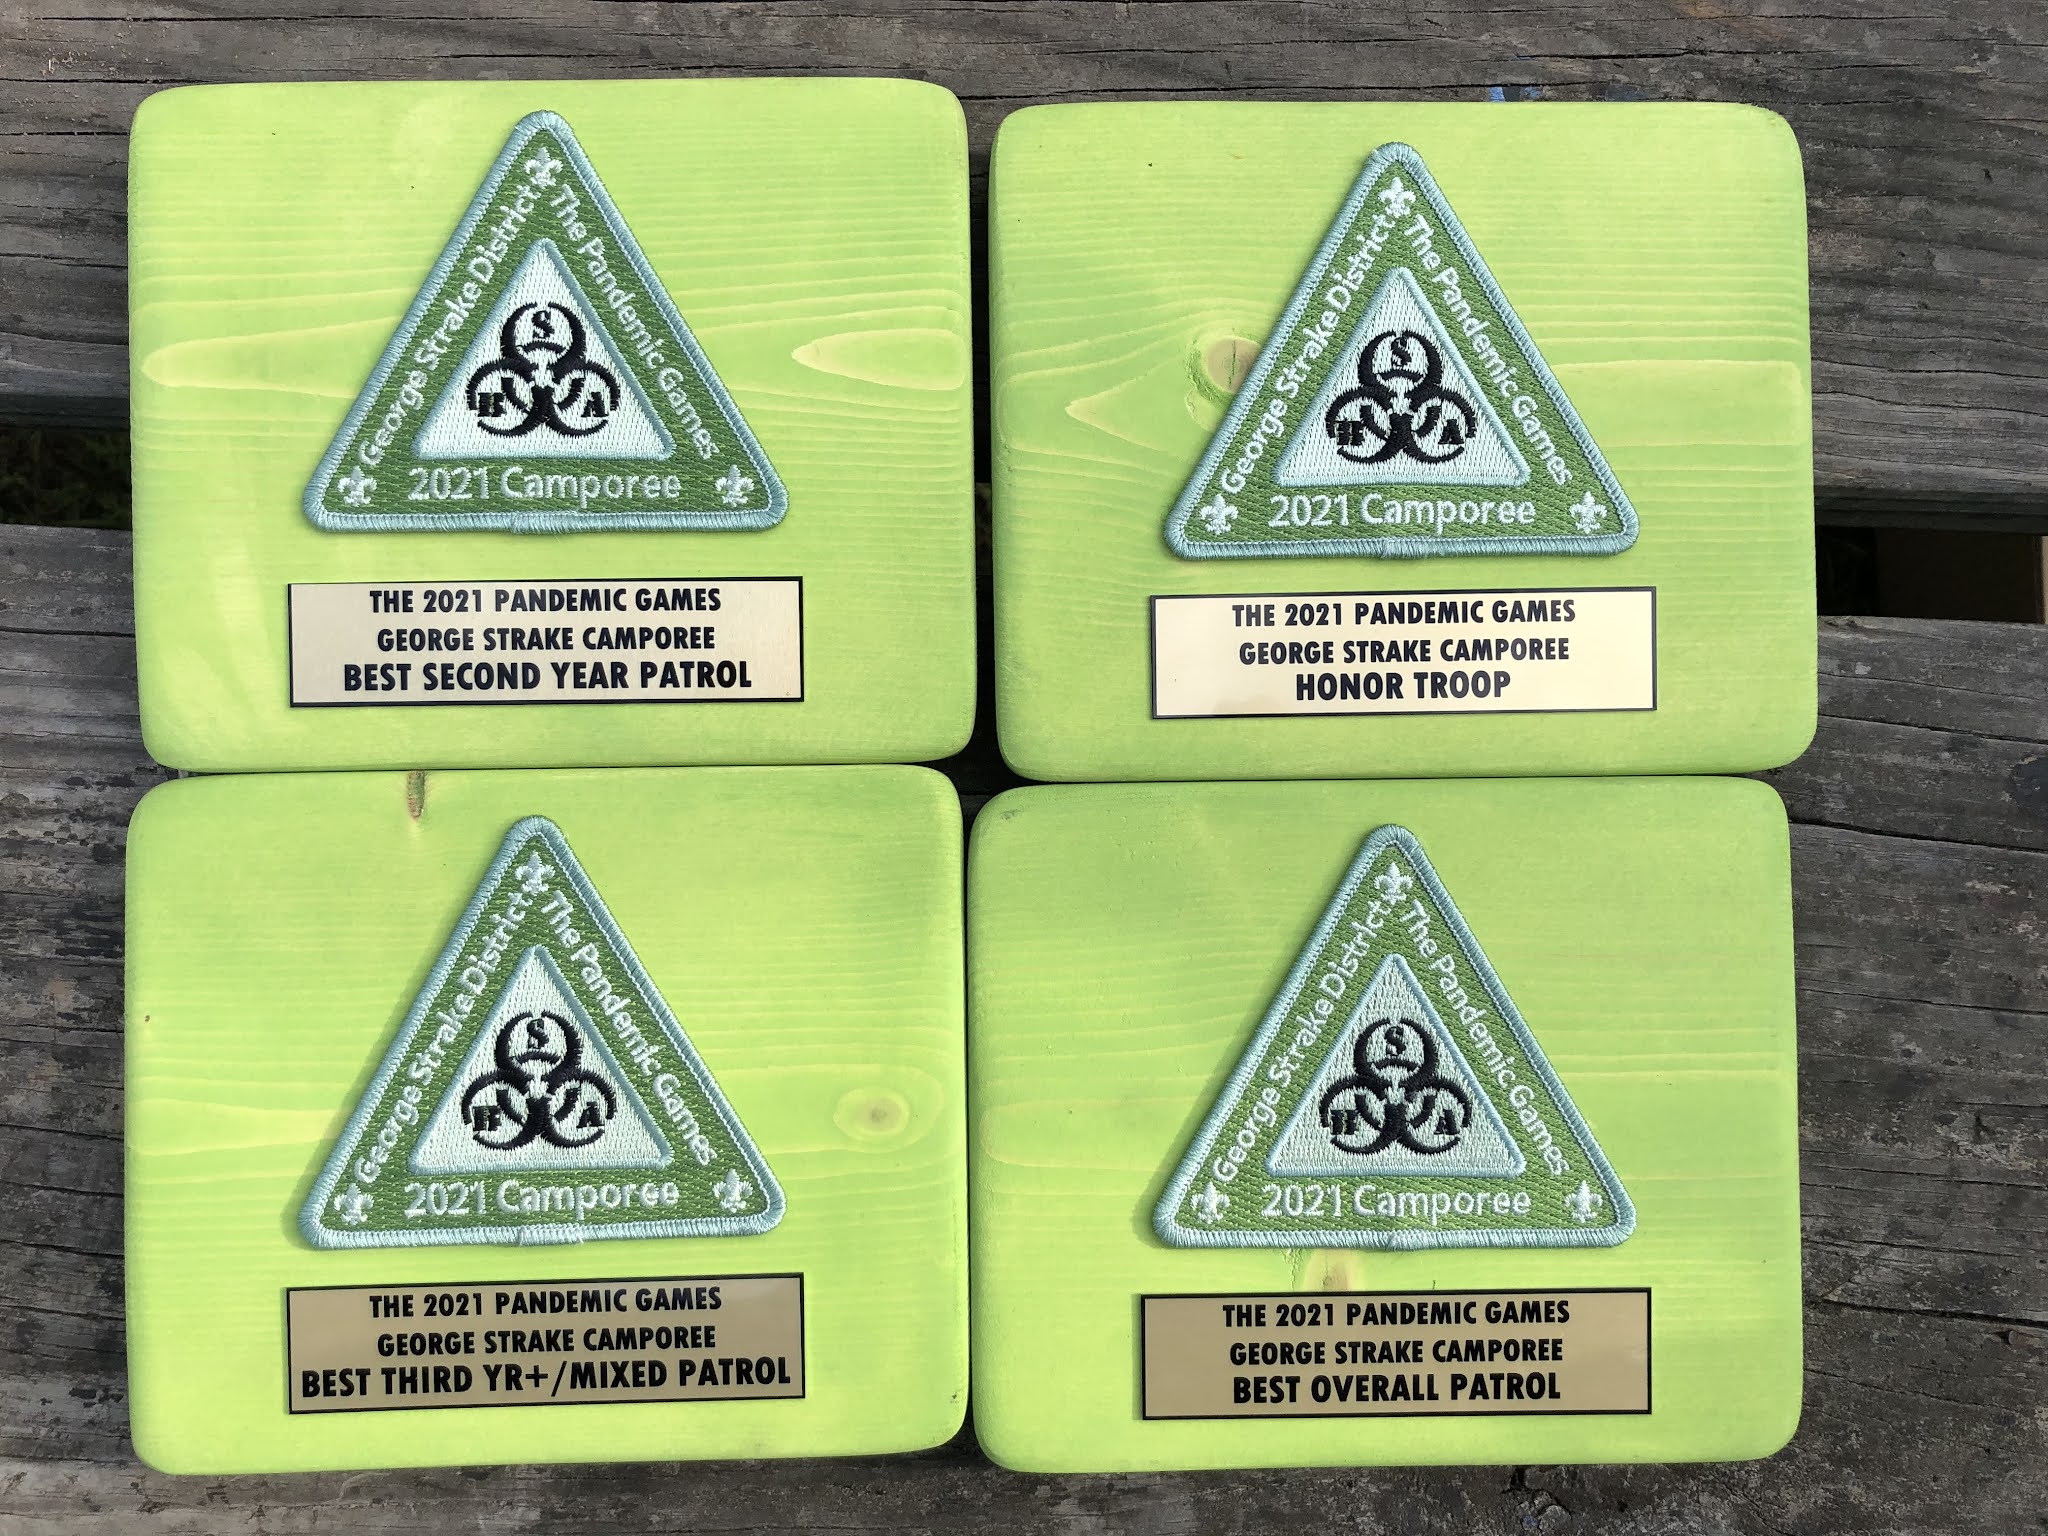 George Strake District
The Pandemic Games
S
H A
2021 Camporee
THE 2021 PANDEMIC GAMES
GEORGE STRAKE CAMPOREE
BEST SECOND YEAR PATROL
George Strake District
The Pandemic Games
S
H A
2021 Camporee
THE 2021 PANDEMIC GAMES
GEORGE STRAKE CAMPOREE
HONOR TROOP
George Strake District
The Pandemic Games
S
H A
2021 Camporee
THE 2021 PANDEMIC GAMES
GEORGE STRAKE CAMPOREE
BEST THIRD YR+/MIXED PATROL
George Strake District
The Pandemic Games
S
H A
2021 Camporee
THE 2021 PANDEMIC GAMES
GEORGE STRAKE CAMPOREE
BEST OVERALL PATROL